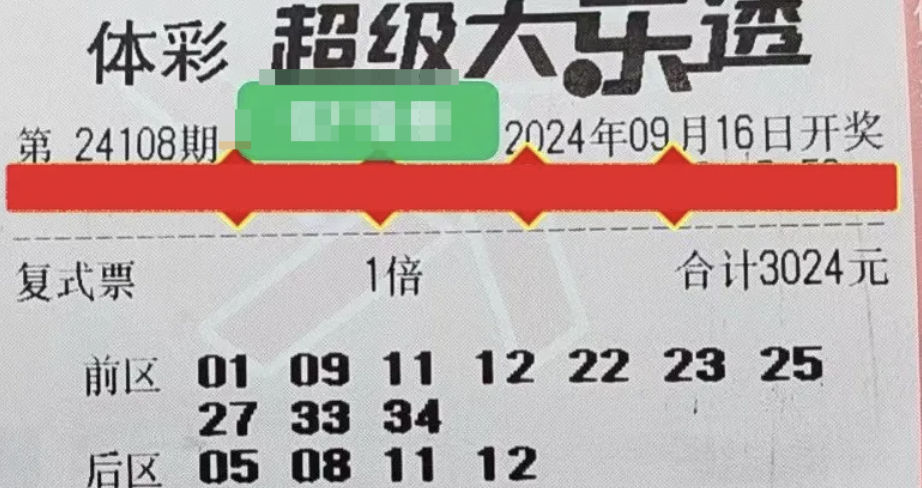 体彩 超级大乐透
第 24108期 2024年09月16日开奖
复式票 1倍 合计3024元
前区 01 09 11 12 22 23 25
27 33 34
后区 05 08 11 12